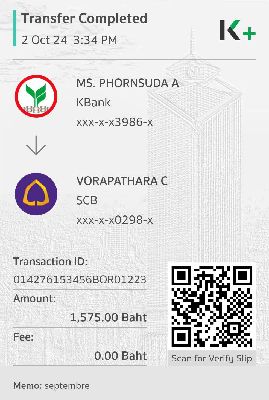 Transfer Completed
2 Oct 24 3:34 PM
K+
MS. PHORNSUDA A
KBank
xxx-x-x3986-x
VORAPATHARA C
SCB
xxx-x-x0298-x
Transaction ID:
014276153456BOR01223
Amount:
1,575.00 Baht
Fee:
0.00 Baht
Scan for Verify Slip
Memo: septembre